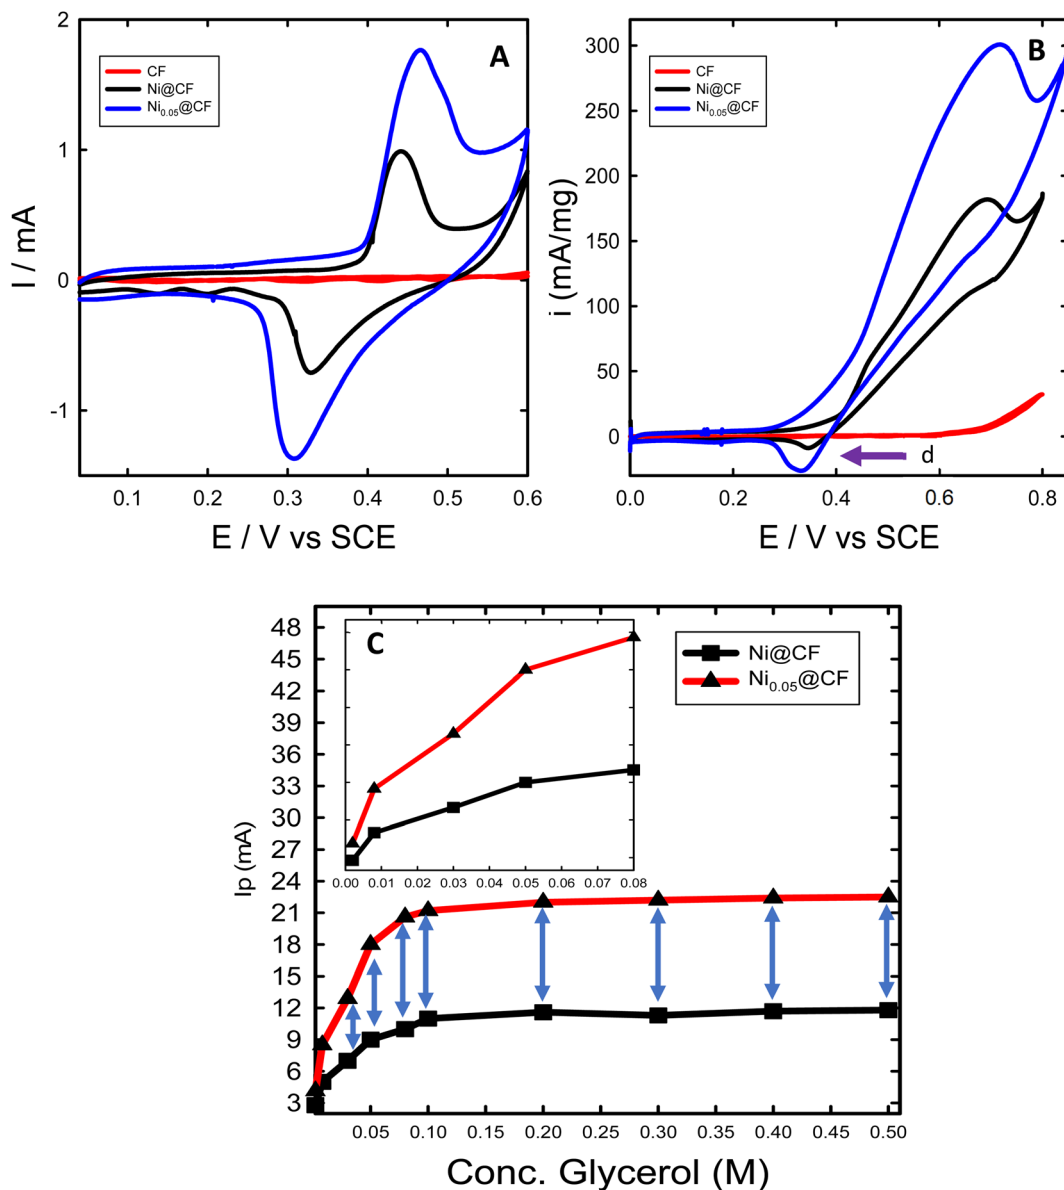 A
CF
Ni@CF
Ni0.05@CF
2
1
0
-1
I / mA
0.1 0.2 0.3 0.4 0.5 0.6
E / V vs SCE
B
CF
Ni@CF
Ni0.05@CF
300
250
200
150
100
50
0
i (mA/mg)
d
0.0 0.2 0.4 0.6 0.8
E / V vs SCE
C
Ni@CF
Ni0.05@CF
48
45
42
39
36
33
30
27
24
21
18
15
12
9
6
3
Ip (mA)
0.00 0.01 0.02 0.03 0.04 0.05 0.06 0.07 0.08
0.05 0.10 0.15 0.20 0.25 0.30 0.35 0.40 0.45 0.50
Conc. Glycerol (M)